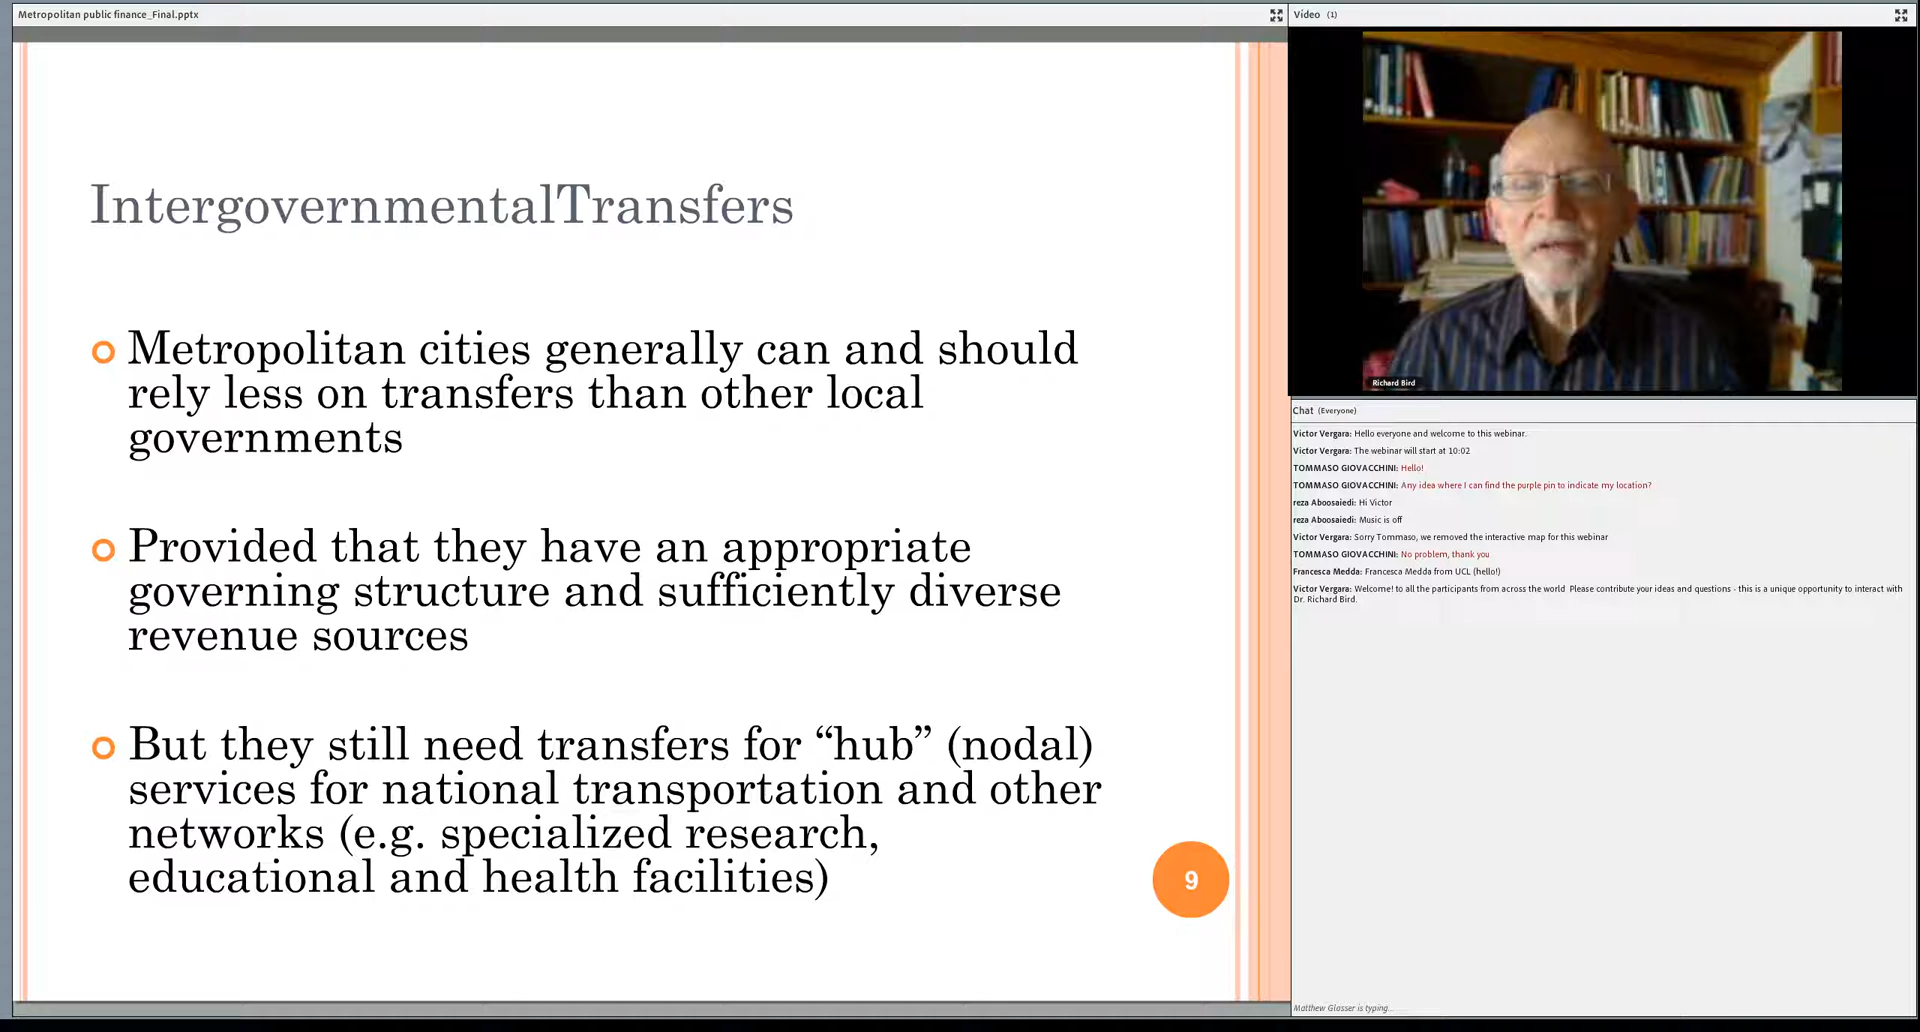 Metropolitan public finance_Final.pptx
IntergovernmentalTransfers
Metropolitan cities generally can and should
rely less on transfers than other local
governments
Provided that they have an appropriate
governing structure and sufficiently diverse
revenue sources
But they still need transfers for “hub” (nodal)
services for national transportation and other
networks (e.g. specialized research,
educational and health facilities)
9
Vídeo (1)
Richard Bird
Chat (Everyone)
Victor Vergara: Hello everyone and welcome to this webinar.
Victor Vergara: The webinar will start at 10:02
TOMMASO GIOVACCHINI: Hello!
TOMMASO GIOVACCHINI: Any idea where I can find the purple pin to indicate my location?
reza Aboosaiedi: Hi Victor
reza Aboosaiedi: Music is off
Victor Vergara: Sorry Tommaso, we removed the interactive map for this webinar
TOMMASO GIOVACCHINI: No problem, thank you
Francesca Medda: Francesca Medda from UCL (hello!)
Victor Vergara: Welcome! to all the participants from across the world Please contribute your ideas and questions - this is a unique opportunity to interact with
Dr. Richard Bird.
Matthew Glasser is typing...